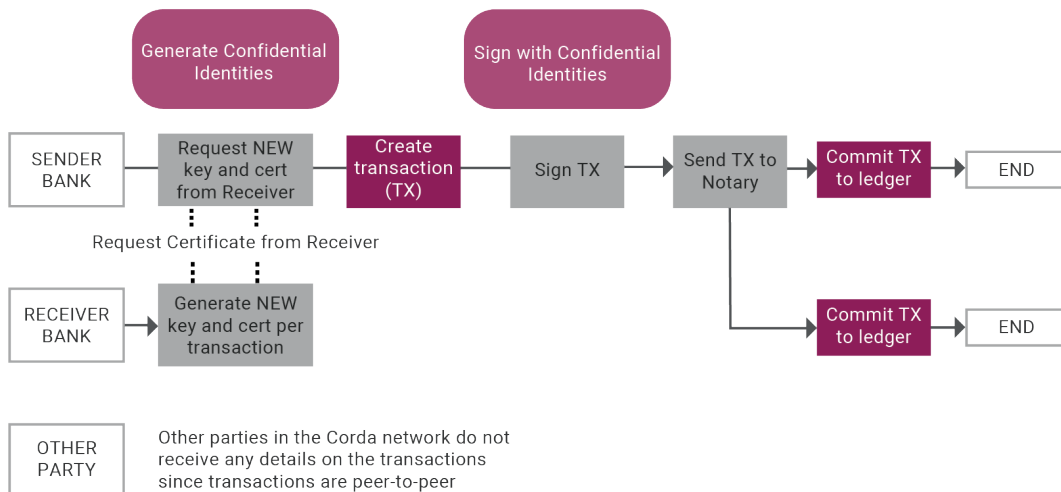 Generate Confidential
Identities
Sign with Confidential
Identities
SENDER
BANK
Request NEW
key and cert
from Receiver
Create
transaction
(TX)
Sign TX
Send TX to
Notary
Commit TX
to ledger
END
Request Certificate from Receiver
RECEIVER
BANK
Generate NEW
key and cert per
transaction
Commit TX
to ledger
END
OTHER
PARTY
Other parties in the Corda network do not
receive any details on the transactions
since transactions are peer-to-peer